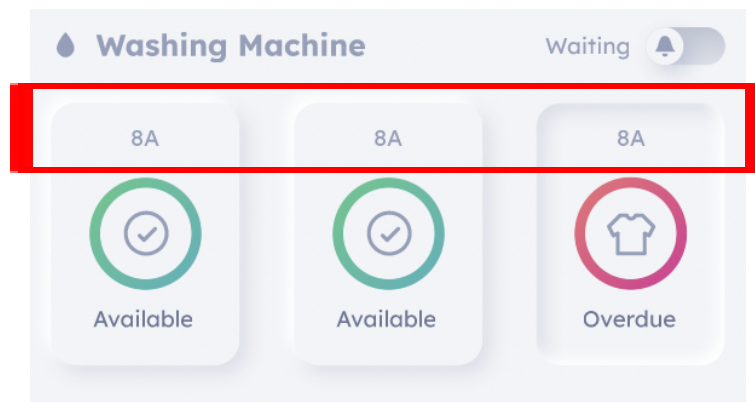 Washing Machine Waiting
8A 8A 8A
Available Available Overdue